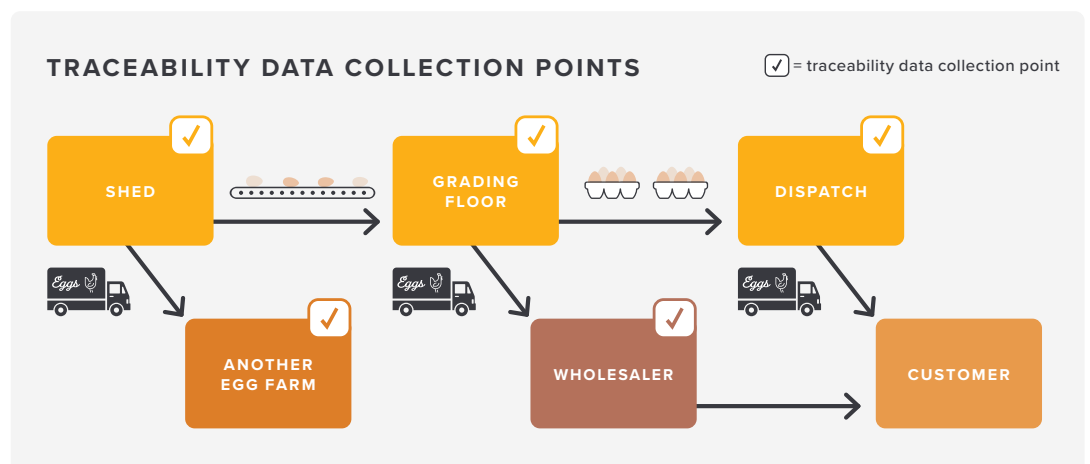 TRACEABILITY DATA COLLECTION POINTS
= traceability data collection point
SHED
GRADING
FLOOR
DISPATCH
Eggs
Eggs
Eggs
ANOTHER
EGG FARM
WHOLESALER
CUSTOMER